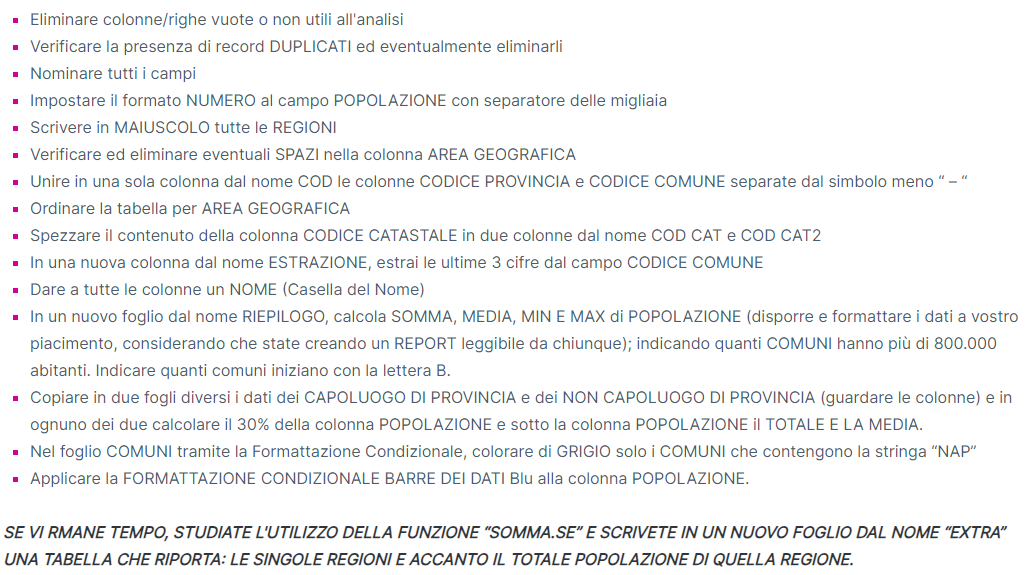 Eliminare colonne/righe vuote o non utili all'analisi
Verificare la presenza di record DUPLICATI ed eventualmente eliminarli
Nominare tutti i campi
Impostare il formato NUMERO al campo POPOLAZIONE con separatore delle migliaia
Scrivere in MAIUSCOLO tutte le REGIONI
Verificare ed eliminare eventuali SPAZI nella colonna AREA GEOGRAFICA
Unire in una sola colonna dal nome COD le colonne CODICE PROVINCIA e CODICE COMUNE separate dal simbolo meno “ – “
Ordinare la tabella per AREA GEOGRAFICA
Spezzare il contenuto della colonna CODICE CATASTALE in due colonne dal nome COD CAT e COD CAT2
In una nuova colonna dal nome ESTRAZIONE, estrai le ultime 3 cifre dal campo CODICE COMUNE
Dare a tutte le colonne un NOME (Casella del Nome)
In un nuovo foglio dal nome RIEPILOGO, calcola SOMMA, MEDIA, MIN E MAX di POPOLAZIONE (disporre e formattare i dati a vostro
piacimento, considerando che state creando un REPORT leggibile da chiunque); indicando quanti COMUNI hanno più di 800.000
abitanti. Indicare quanti comuni iniziano con la lettera B.
Copiare in due fogli diversi i dati dei CAPOLUOGO DI PROVINCIA e dei NON CAPOLUOGO DI PROVINCIA (guardare le colonne) e in
ognuno dei due calcolare il 30% della colonna POPOLAZIONE e sotto la colonna POPOLAZIONE il TOTALE E LA MEDIA.
Nel foglio COMUNI tramite la Formattazione Condizionale, colorare di GRIGIO solo i COMUNI che contengono la stringa “NAP”
Applicare la FORMATTAZIONE CONDIZIONALE BARRE DEI DATI Blu alla colonna POPOLAZIONE.
SE VI RMANE TEMPO, STUDIATE L'UTILIZZO DELLA FUNZIONE “SOMMA.SE” E SCRIVETE IN UN NUOVO FOGLIO DAL NOME “EXTRA”
UNA TABELLA CHE RIPORTA: LE SINGOLE REGIONI E ACCANTO IL TOTALE POPOLAZIONE DI QUELLA REGIONE.